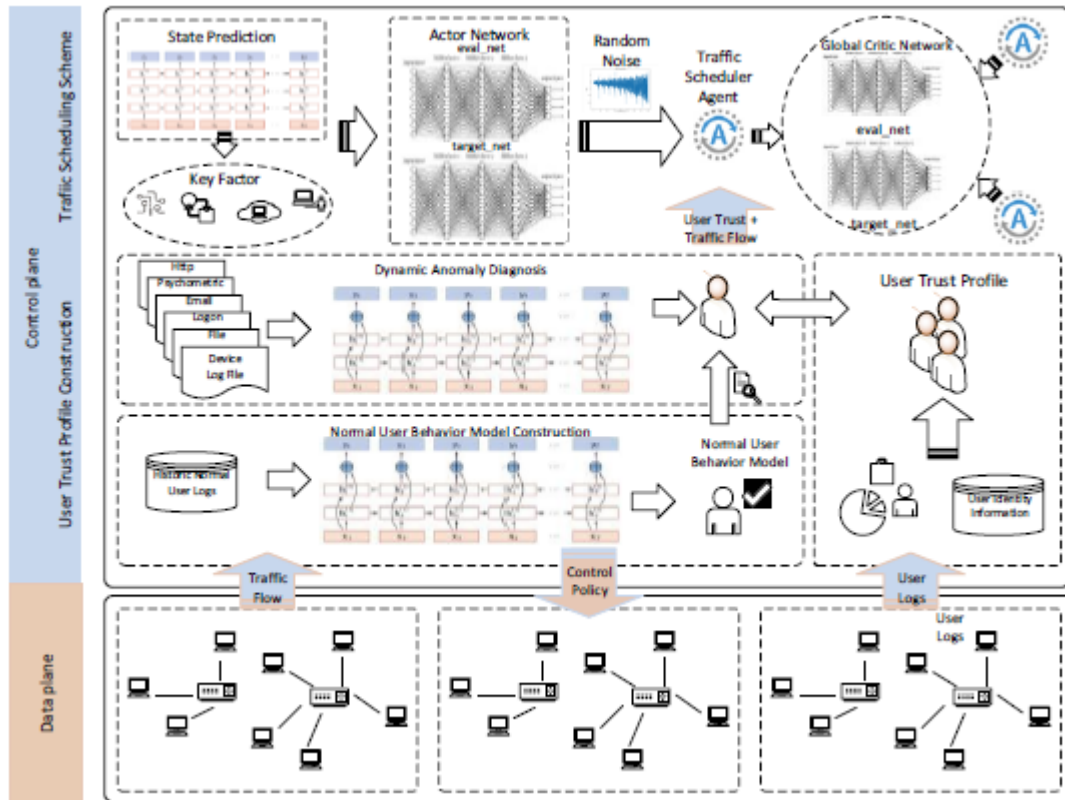 Control plane
Traffic Scheduling Scheme
User Trust Profile Construction
Data plane
State Prediction
Key Factor
Actor Network
eval_net
target_net
Random
Noise
Traffic
Scheduler
Agent
A
Global Critic Network
eval_net
target_net
A
A
User Trust +
Traffic Flow
Dynamic Anomaly Diagnosis
Http
Psychometric
Email
Logon
File
Device
Log File
User Trust Profile
Normal User Behavior Model Construction
Historic Normal
User Logs
Normal User
Behavior Model
User Identity
Information
Traffic
Flow
Control
Policy
User
Logs
User
Logs